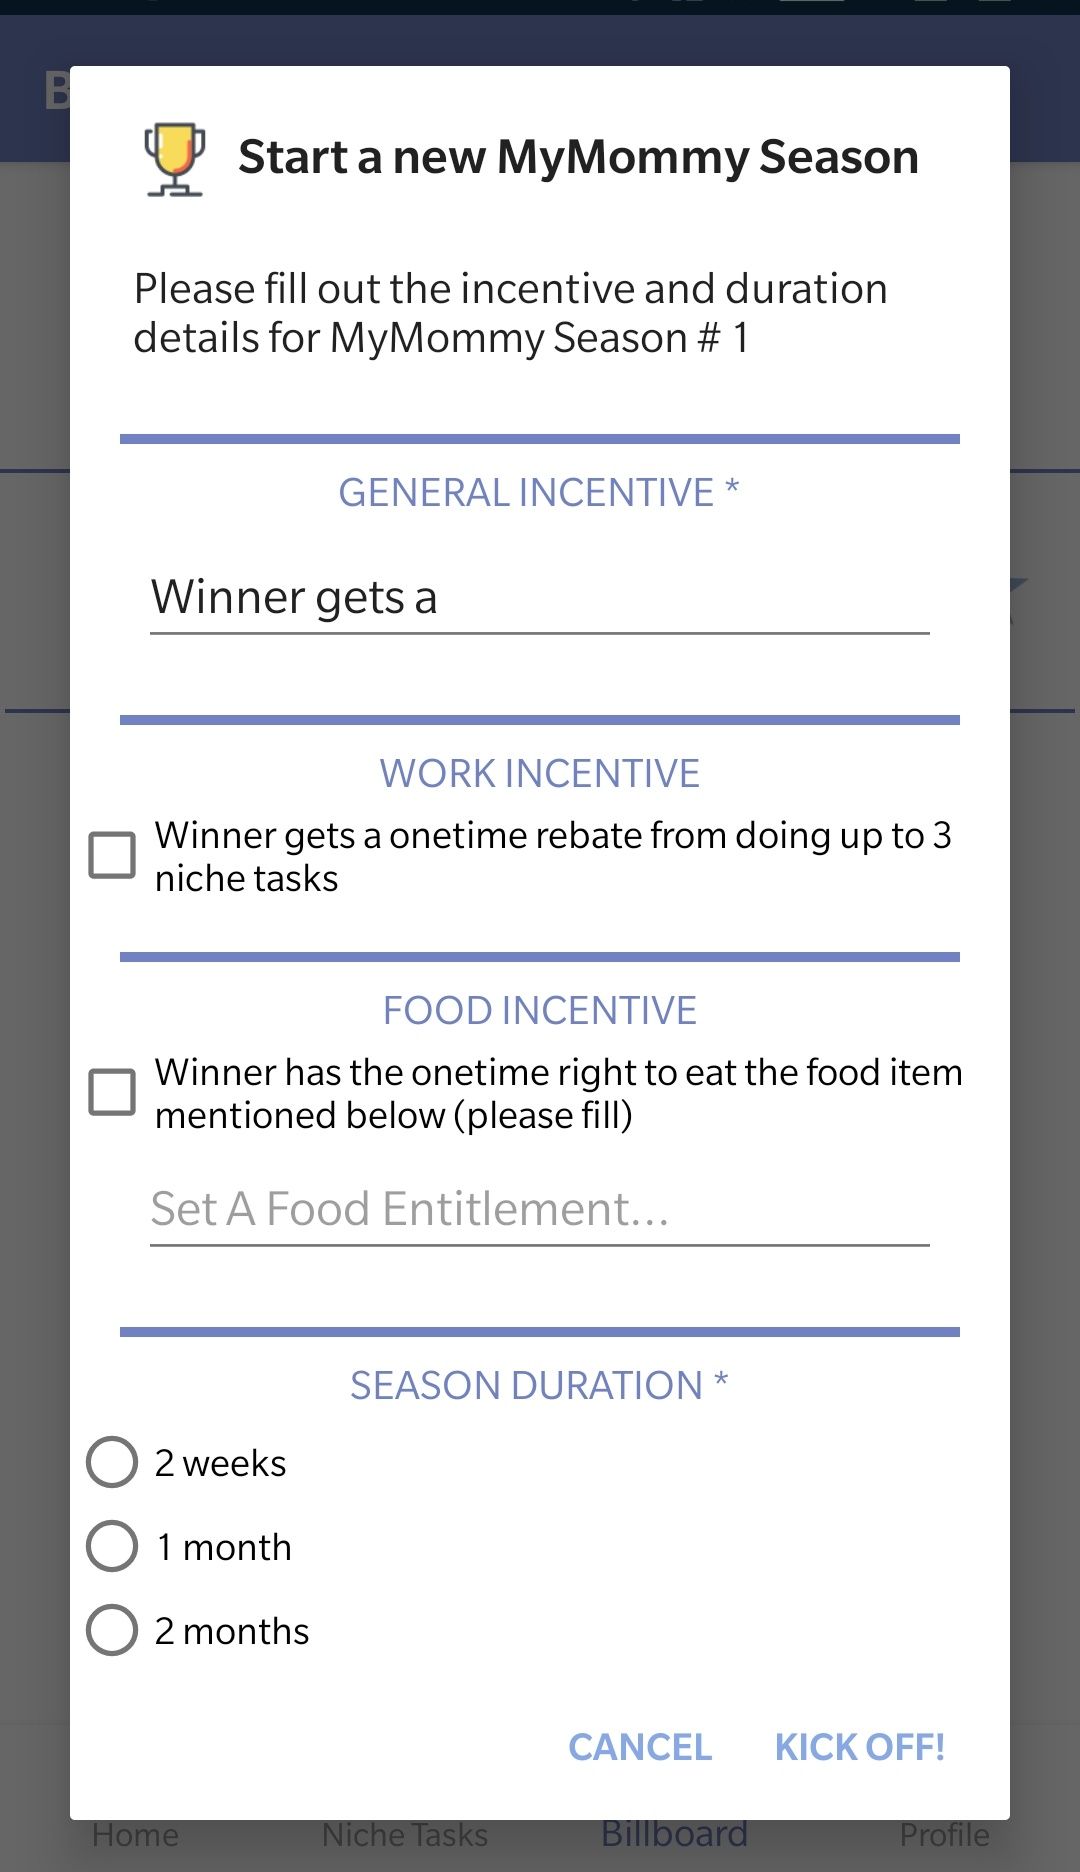 Start a new MyMommy Season
Please fill out the incentive and duration
details for MyMommy Season # 1
GENERAL INCENTIVE *
Winner gets a
WORK INCENTIVE
Winner gets a onetime rebate from doing up to 3
niche tasks
FOOD INCENTIVE
Winner has the onetime right to eat the food item
mentioned below (please fill)
Set A Food Entitlement...
SEASON DURATION *
2 weeks
1 month
2 months
CANCEL KICK OFF!
Home Niche Tasks Billboard Profile